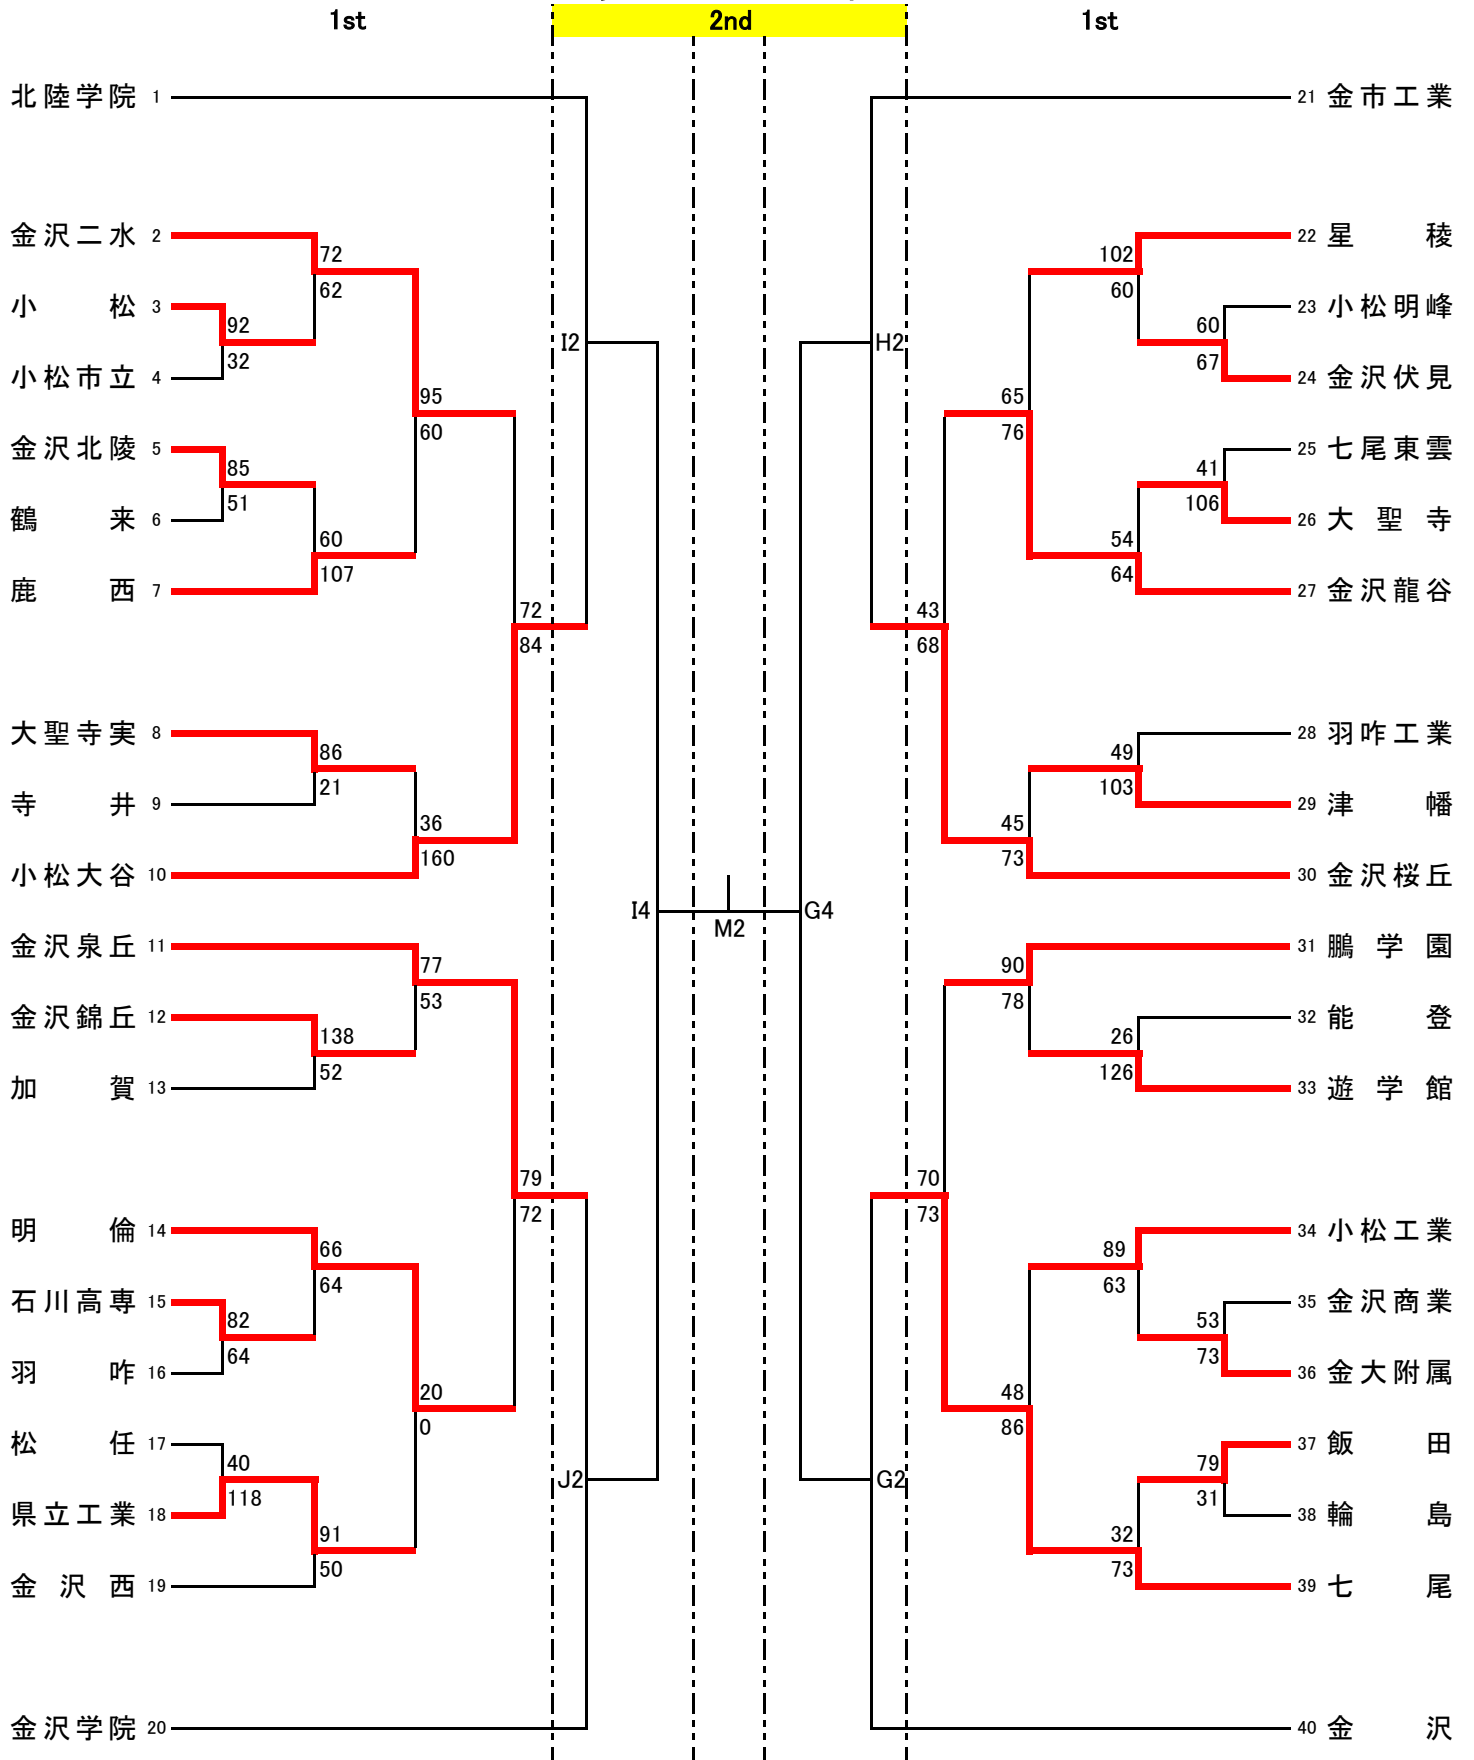 1st
2nd
1st
北陸学院 1
金沢二水 2
72
62
小松 3
92
32
小松市立 4
95
60
金沢北陵 5
85
51
鶴来 6
60
107
鹿西 7
72
84
大聖寺実 8
86
21
寺井 9
36
160
小松大谷 10
金沢泉丘 11
77
53
金沢錦丘 12
138
52
加賀 13
79
72
明倫 14
66
64
石川高専 15
82
64
羽咋 16
20
0
松任 17
40
118
県立工業 18
91
50
金沢西 19
金沢学院 20
I2
I4
J2
M2
H2
G4
G2
21 金市工業
22 星稜
102
60
23 小松明峰
60
67
24 金沢伏見
65
76
25 七尾東雲
41
106
26 大聖寺
54
64
27 金沢龍谷
43
68
28 羽咋工業
49
103
29 津幡
45
73
30 金沢桜丘
31 鵬学園
90
78
32 能登
26
126
33 遊学館
70
73
34 小松工業
89
63
35 金沢商業
53
73
36 金大附属
48
86
37 飯田
79
31
38 輪島
32
73
39 七尾
40 金沢